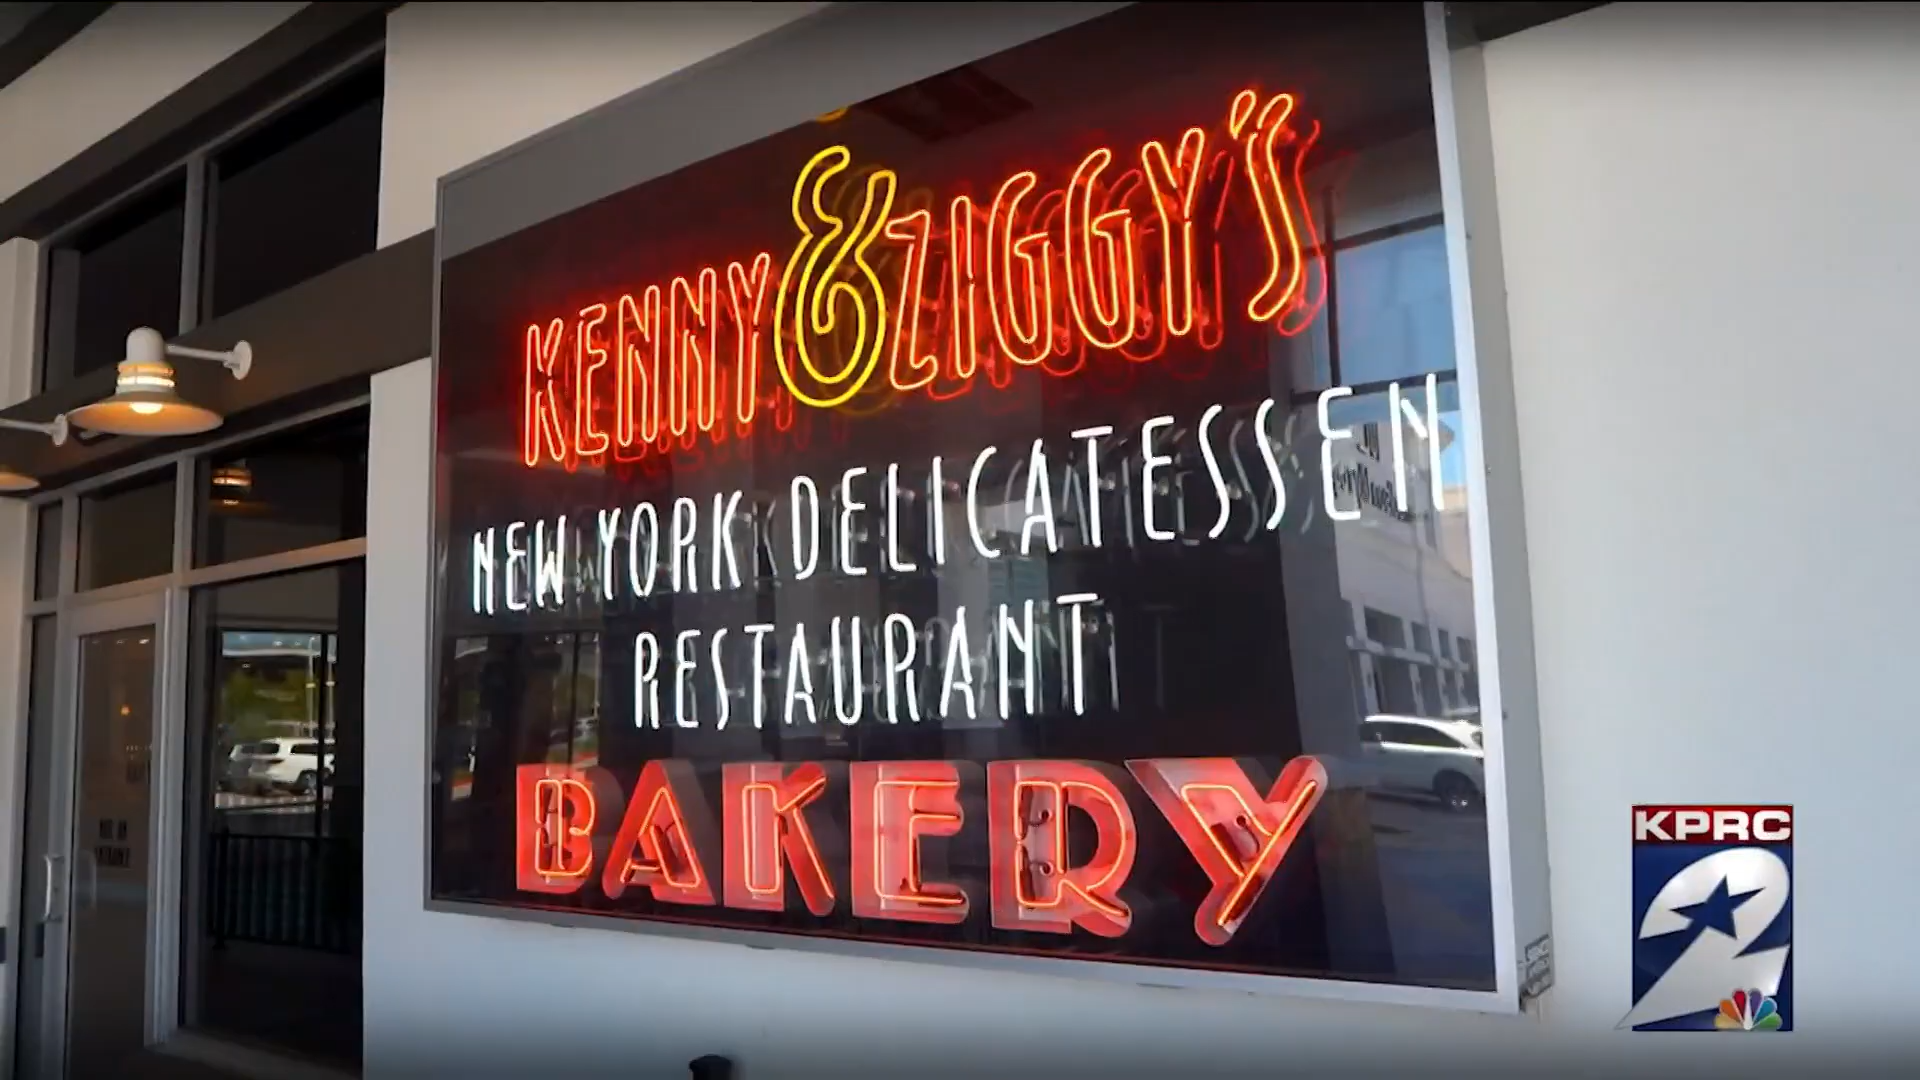 KENNY & ZIGGY'S
NEW YORK DELICATESSEN
RESTAURANT
BAKERY
KPRC
2